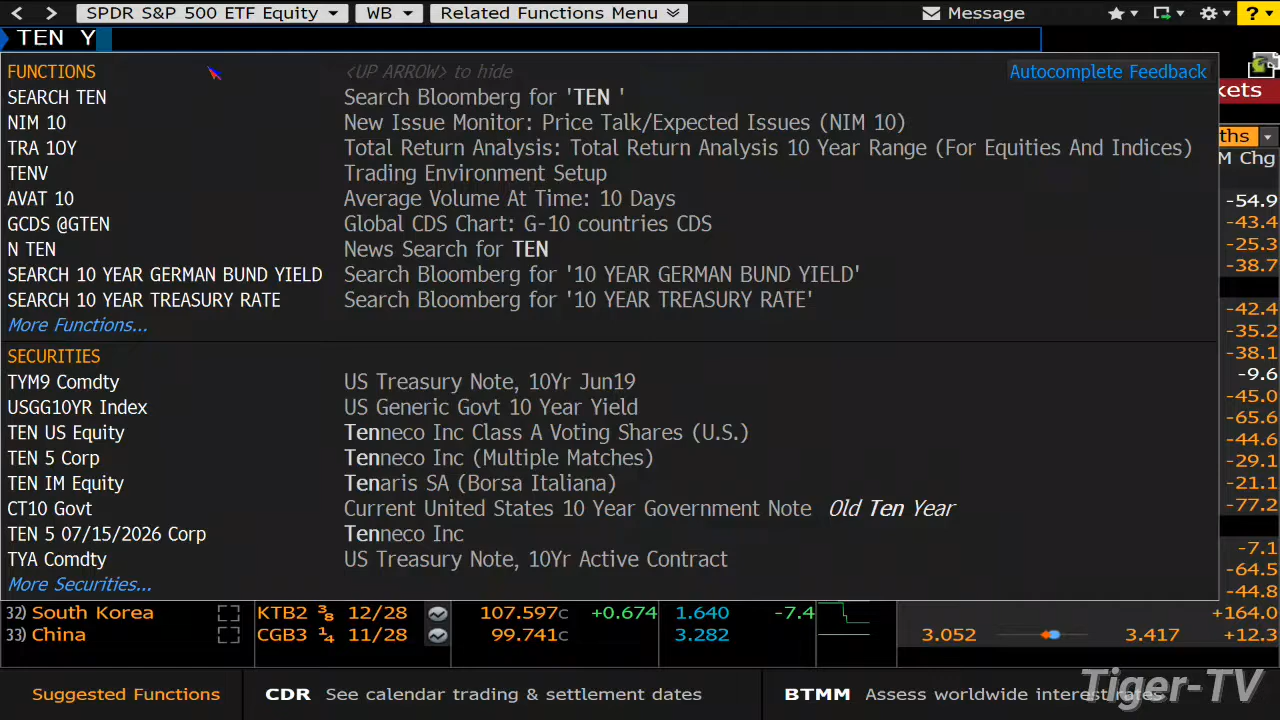 SPDR S&P 500 ETF Equity WB Related Functions Menu Message ?
TEN Y
FUNCTIONS <UP ARROW> to hide Autocomplete Feedback
SEARCH TEN Search Bloomberg for 'TEN '
kets
NIM 10 New Issue Monitor: Price Talk/Expected Issues (NIM 10)
ths
TRA 10Y Total Return Analysis: Total Return Analysis 10 Year Range (For Equities And Indices)
M Chg
TENV Trading Environment Setup
AVAT 10 Average Volume At Time: 10 Days -54.9
GCDS @GTEN Global CDS Chart: G-10 countries CDS -43.4
N TEN News Search for TEN -25.3
-38.7
SEARCH 10 YEAR GERMAN BUND YIELD Search Bloomberg for '10 YEAR GERMAN BUND YIELD'
SEARCH 10 YEAR TREASURY RATE Search Bloomberg for '10 YEAR TREASURY RATE' -42.4
More Functions... -35.2
SECURITIES -38.1
TYM9 Comdty US Treasury Note, 10Yr Jun19 -9.6
USGG10YR Index US Generic Govt 10 Year Yield -45.0
-65.6
TEN US Equity Tenneco Inc Class A Voting Shares (U.S.) -44.6
TEN 5 Corp Tenneco Inc (Multiple Matches) -29.1
TEN IM Equity Tenaris SA (Borsa Italiana) -21.1
CT10 Govt Current United States 10 Year Government Note Old Ten Year -77.2
TEN 5 07/15/2026 Corp Tenneco Inc
-7.1
TYA Comdty US Treasury Note, 10Yr Active Contract -64.5
More Securities... -44.8
32) South Korea KTB2 ⅜ 12/28 107.597c +0.674 1.640 -7.4 +164.0
33) China CGB3 ¼ 11/28 99.741c 3.282 3.052 3.417 +12.3
Suggested Functions CDR See calendar trading & settlement dates BTMM Assess worldwide interest rates
Tiger-TV